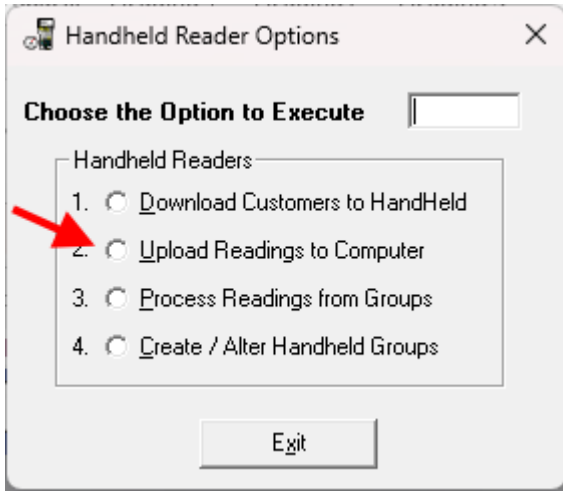 Handheld Reader Options
Choose the Option to Execute
Handheld Readers
1. Download Customers to HandHeld
2. Upload Readings to Computer
3. Process Readings from Groups
4. Create / Alter Handheld Groups
Exit